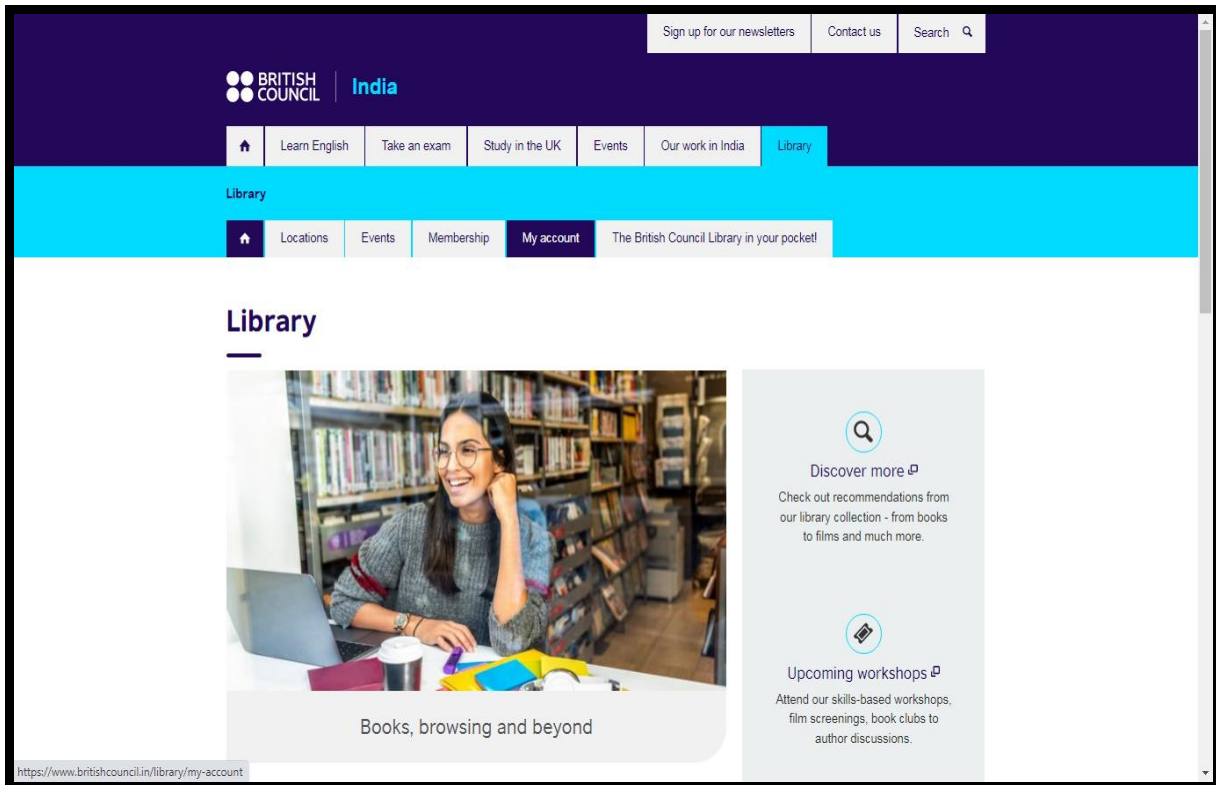 Sign up for our newsletters Contact us Search
BRITISH
COUNCIL India
Learn English Take an exam Study in the UK Events Our work in India Library
Library
Locations Events Membership My account The British Council Library in your pocket!
Library
Discover more
Check out recommendations from
our library collection - from books
to films and much more.
Upcoming workshops
Attend our skills-based workshops,
film screenings, book clubs to
author discussions.
Books, browsing and beyond
https://www.britishcouncil.in/library/my-account